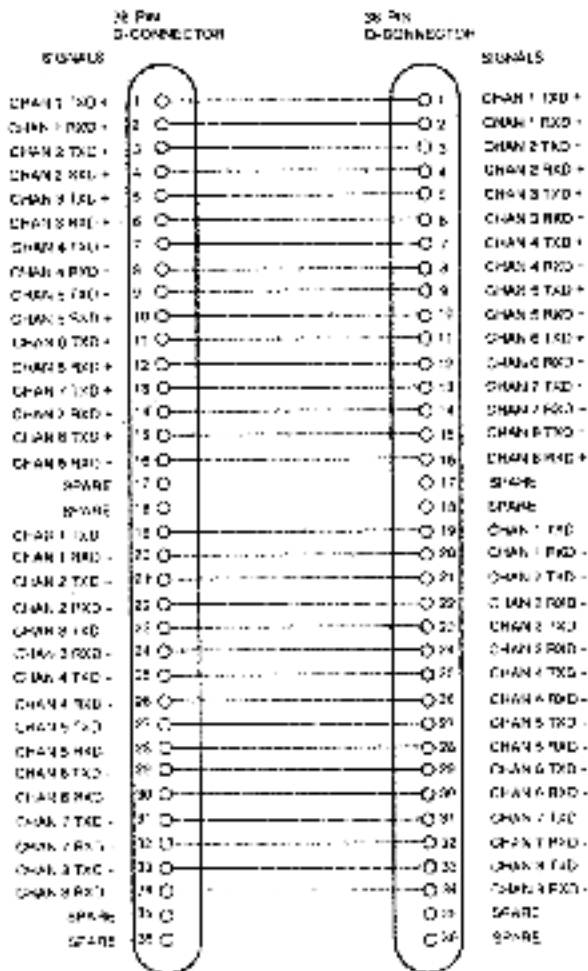 36 PIN 36 PIN
D-CONNECTOR D-CONNECTOR
SIGNALS SIGNALS
CHAN 1 TXD + 1 1 CHAN 1 TXD +
CHAN 1 RXD + 2 2 CHAN 1 RXD +
CHAN 2 TXD + 3 3 CHAN 2 TXD -
CHAN 2 RXD + 4 4 CHAN 2 RXD +
CHAN 3 TXD + 5 5 CHAN 3 TXD +
CHAN 3 RXD + 6 6 CHAN 3 RXD -
CHAN 4 TXD - 7 7 CHAN 4 TXD +
CHAN 4 RXD - 8 8 CHAN 4 RXD -
CHAN 5 TXD - 9 9 CHAN 5 TXD +
CHAN 5 RXD + 10 10 CHAN 5 RXD -
CHAN 6 TXD + 11 11 CHAN 6 TXD +
CHAN 6 RXD + 12 12 CHAN 6 RXD -
CHAN 7 TXD + 13 13 CHAN 7 TXD -
CHAN 7 RXD + 14 14 CHAN 7 RXD -
CHAN 8 TXD + 15 15 CHAN 8 TXD -
CHAN 8 RXD - 16 16 CHAN 8 RXD +
SPARE 17 17 SPARE
SPARE 18 18 SPARE
CHAN 1 TXD 19 19 CHAN 1 TXD
CHAN 1 RXD - 20 20 CHAN 1 RXD -
CHAN 2 TXD - 21 21 CHAN 2 TXD -
CHAN 2 RXD - 22 22 CHAN 2 RXD -
CHAN 3 TXD 23 23 CHAN 3 TXD
CHAN 3 RXD - 24 24 CHAN 3 RXD -
CHAN 4 TXD - 25 25 CHAN 4 TXD -
CHAN 4 RXD - 26 26 CHAN 4 RXD -
CHAN 5 TXD 27 27 CHAN 5 TXD -
CHAN 5 RXD 28 28 CHAN 5 RXD -
CHAN 6 TXD - 29 29 CHAN 6 TXD -
CHAN 6 RXD 30 30 CHAN 6 RXD -
CHAN 7 TXD - 31 31 CHAN 7 TXD
CHAN 7 RXD 32 32 CHAN 7 RXD -
CHAN 8 TXD - 33 33 CHAN 8 TXD -
CHAN 8 RXD 34 34 CHAN 8 RXD -
SPARE 35 35 SPARE
SPARE 36 36 SPARE